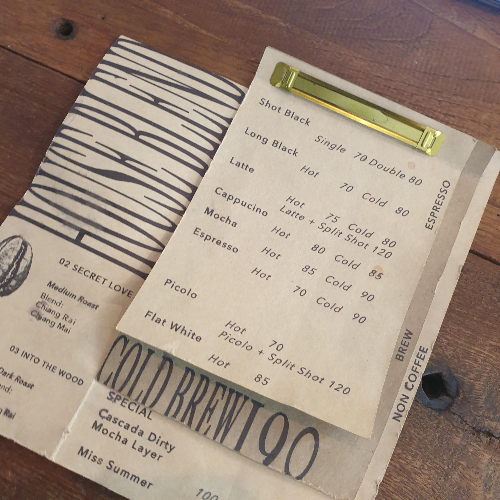 Shot Black
Single 70 Double 80
Long Black
Hot 70 Cold 80
Latte
Hot 75 Cold 80
Latte + Split Shot 120
Cappucino
Hot 80 Cold 85
Mocha
Hot 85 Cold 90
Espresso
Hot 70 Cold 90
Picolo
Hot 70
Picolo + Split Shot 120
Flat White
Hot 85
ESPRESSO
BREW
NON COFFEE
COLD BREW 190
SPECIAL
Cascada Dirty
Mocha Layer
Miss Summer
100
02 SECRET LOVE
Medium Roast
Blend:
Chiang Rai
Chiang Mai
03 INTO THE WOOD
Dark Roast